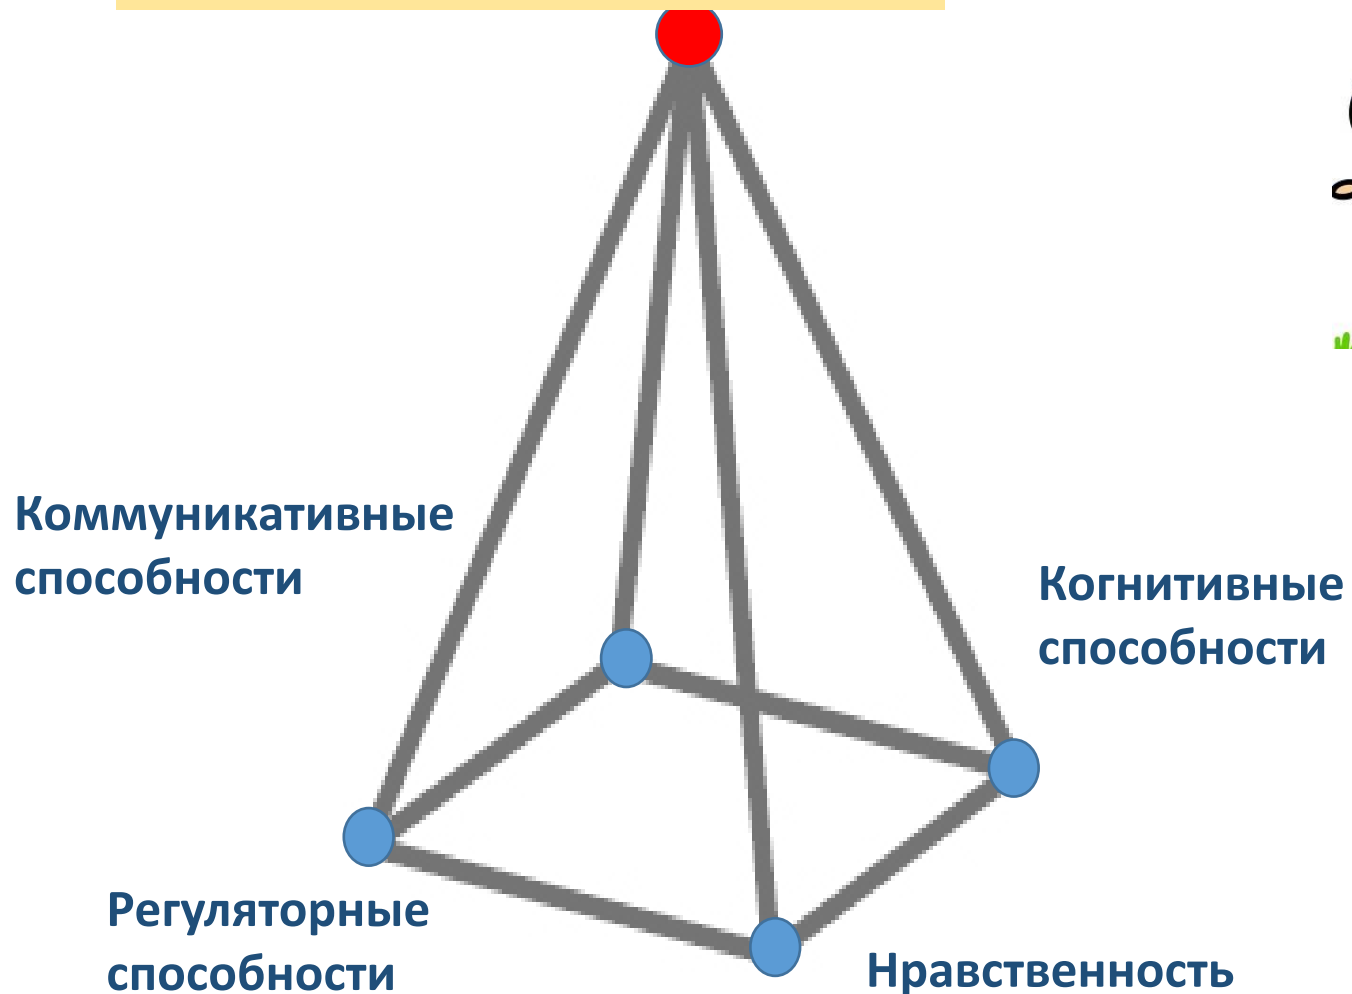 Коммуникативные
способности
Когнитивные
способности
Регуляторные
способности
Нравственность